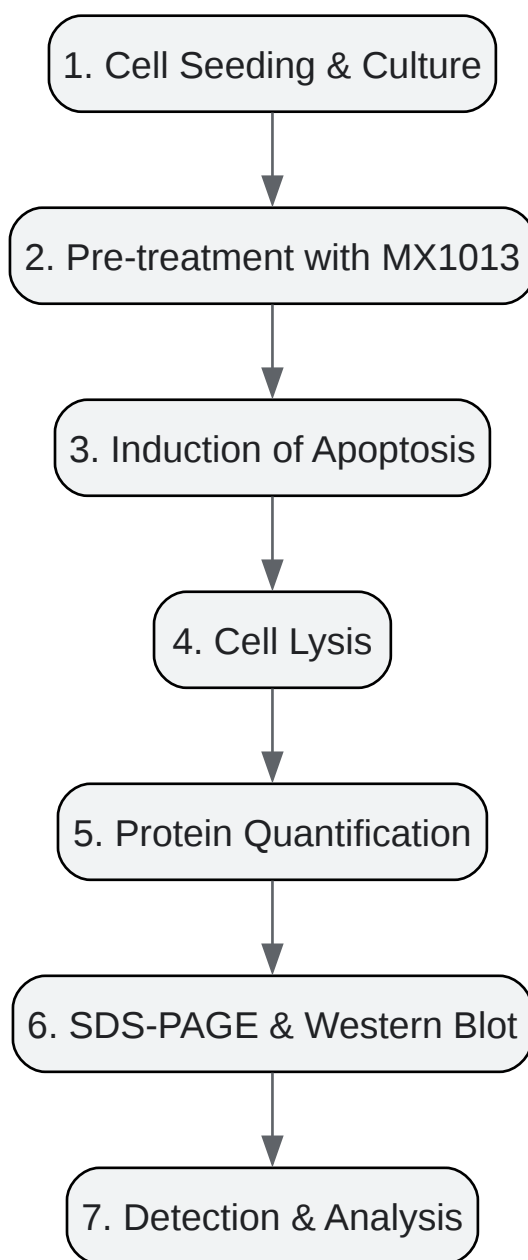 1. Cell Seeding & Culture
2. Pre-treatment with MX1013
3. Induction of Apoptosis
4. Cell Lysis
5. Protein Quantification
6. SDS-PAGE & Western Blot
7. Detection & Analysis